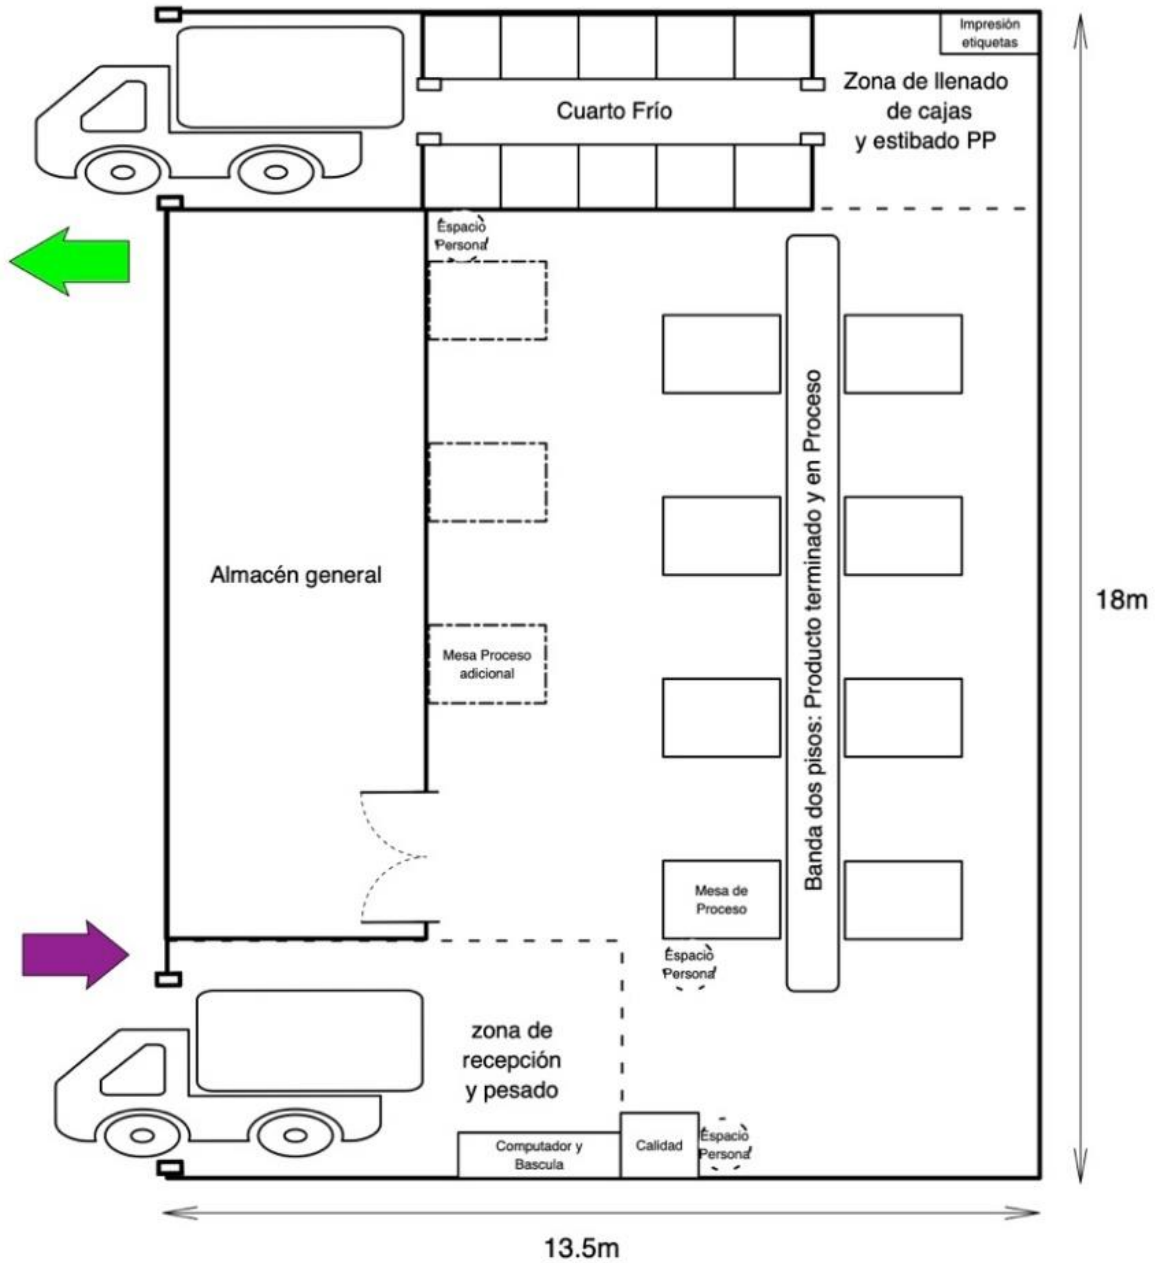 Impresión
etiquetas
Zona de llenado
de cajas
y estibado PP
Cuarto Frío
Espacio
Persona
Almacén general
Mesa Proceso
adicional
Banda dos pisos: Producto terminado y en Proceso
18m
Mesa de
Proceso
Espacio
Persona
zona de
recepción
y pesado
Computador y
Bascula
Calidad
Espacio
Persona
13.5m